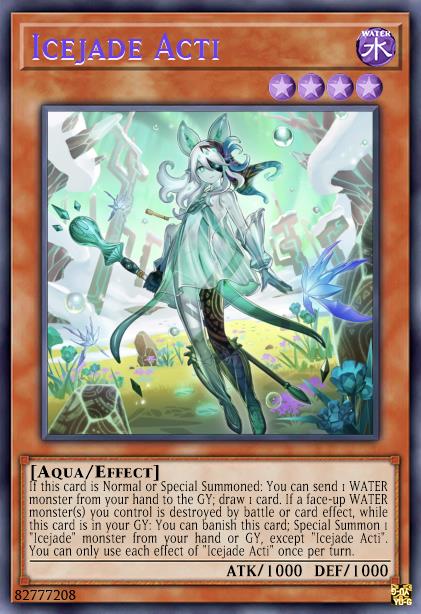 Icejade Acti
WATER
水
[Aqua/Effect]
If this card is Normal or Special Summoned: You can send 1 WATER
monster from your hand to the GY; draw 1 card. If a face-up WATER
monster(s) you control is destroyed by battle or card effect, while
this card is in your GY: You can banish this card; Special Summon 1
"Icejade" monster from your hand or GY, except "Icejade Acti".
You can only use each effect of "Icejade Acti" once per turn.
ATK/1000 DEF/1000
82777208